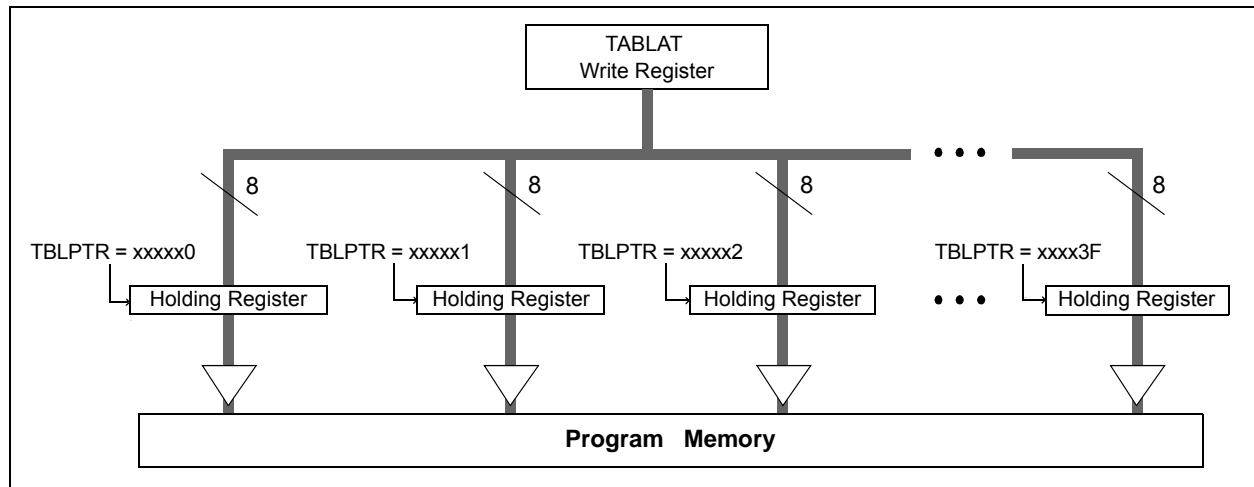 TABLAT
Write Register
8
8
8
8
TBLPTR = xxxxx0
TBLPTR = xxxxx1
TBLPTR = xxxxx2
TBLPTR = xxxx3F
Holding Register
Holding Register
Holding Register
Holding Register
Program Memory